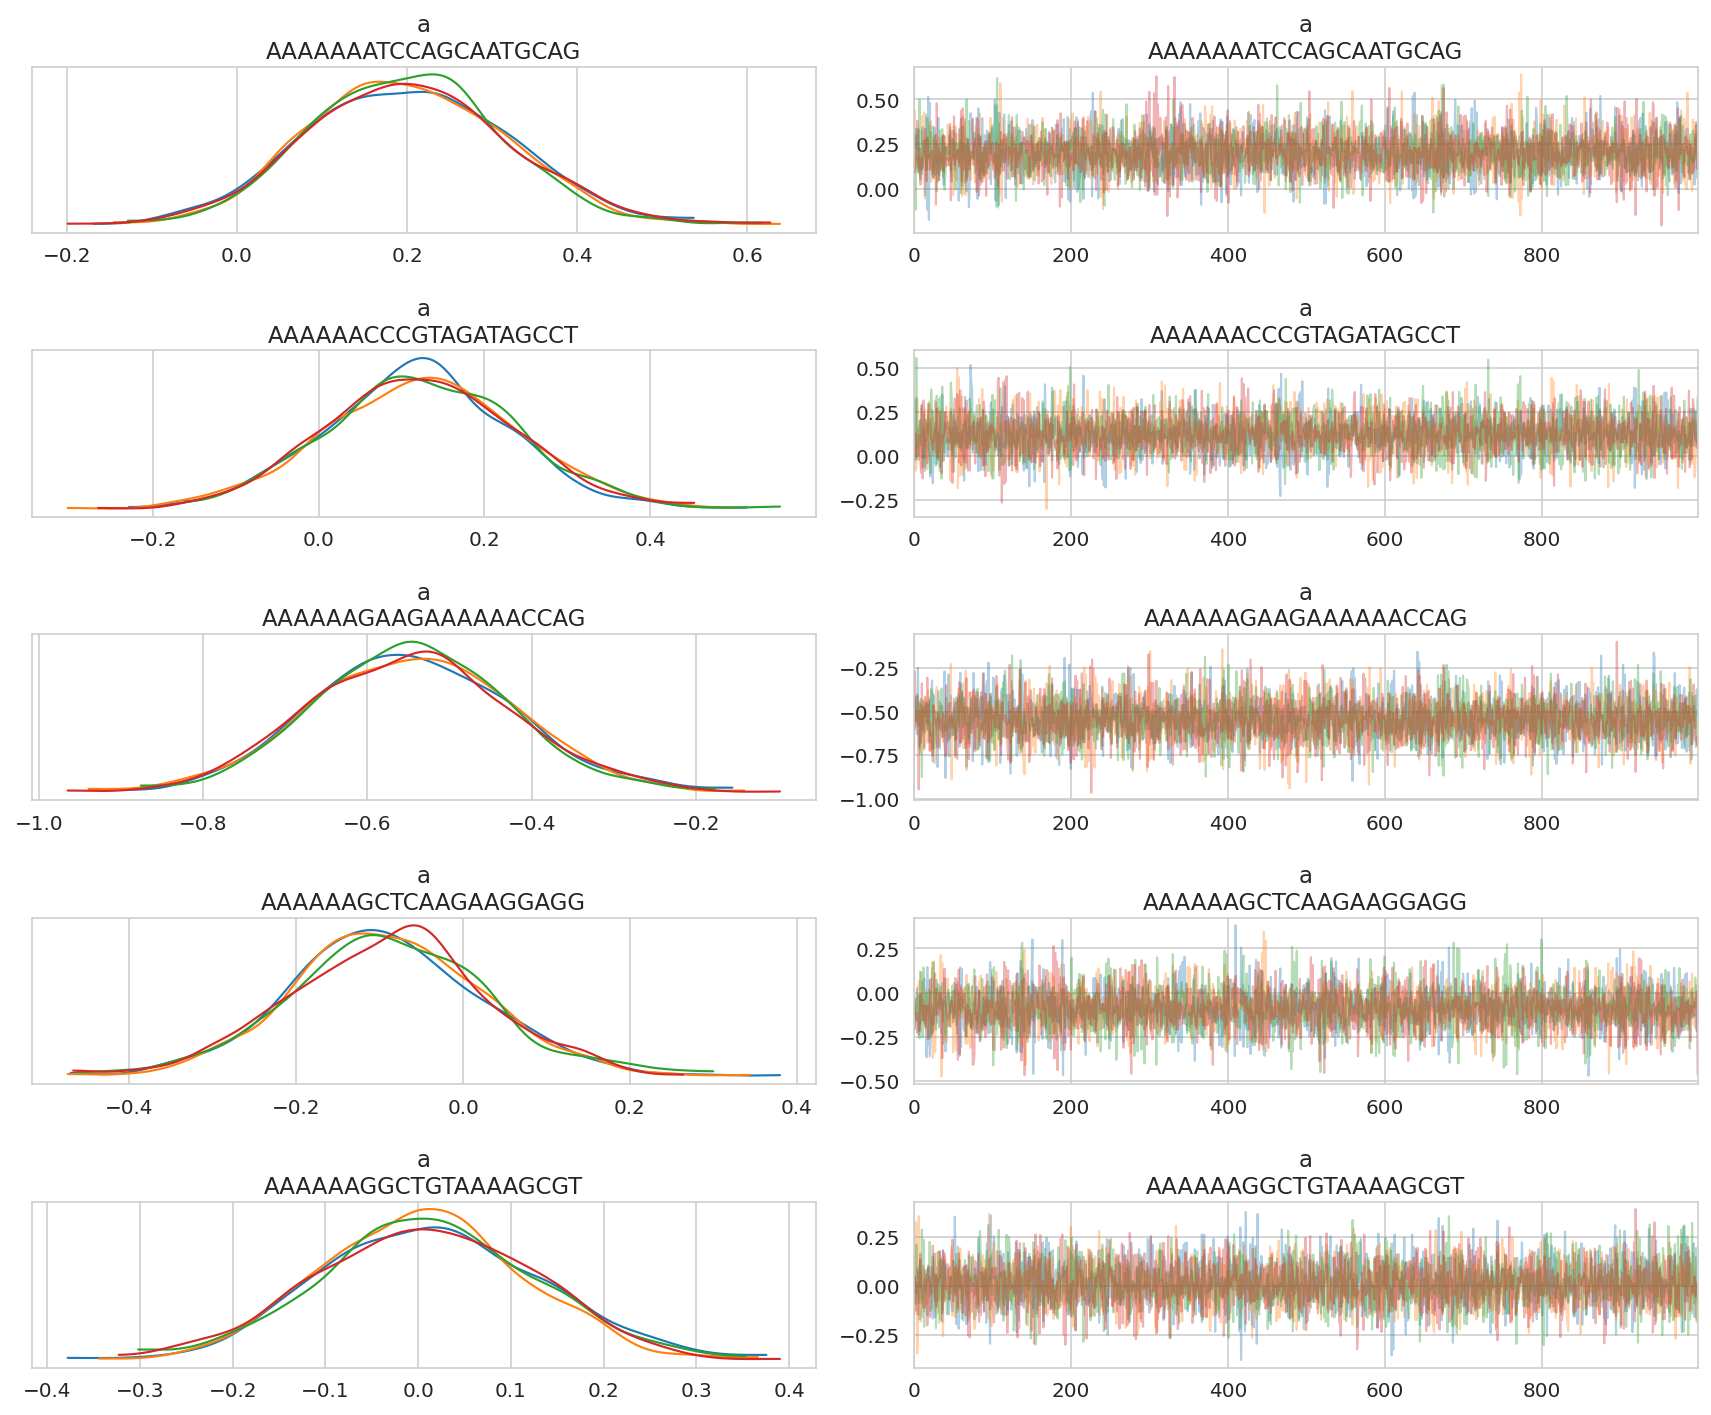 a
AAAAAAATCCAGCAATGCAG
−0.2 0.0 0.2 0.4 0.6
a
AAAAAAATCCAGCAATGCAG
0.50
0.25
0.00
0 200 400 600 800
a
AAAAAACCCGTAGATAGCCT
−0.2 0.0 0.2 0.4
a
AAAAAACCCGTAGATAGCCT
0.50
0.25
0.00
−0.25
0 200 400 600 800
a
AAAAAAGAAGAAAAAACCAG
−1.0 −0.8 −0.6 −0.4 −0.2
a
AAAAAAGAAGAAAAAACCAG
−0.25
−0.50
−0.75
−1.00
0 200 400 600 800
a
AAAAAAGCTCAAGAAGGAGG
−0.4 −0.2 0.0 0.2 0.4
a
AAAAAAGCTCAAGAAGGAGG
0.25
0.00
−0.25
−0.50
0 200 400 600 800
a
AAAAAAGGCTGTAAAAGCGT
−0.4 −0.3 −0.2 −0.1 0.0 0.1 0.2 0.3 0.4
a
AAAAAAGGCTGTAAAAGCGT
0.25
0.00
−0.25
0 200 400 600 800